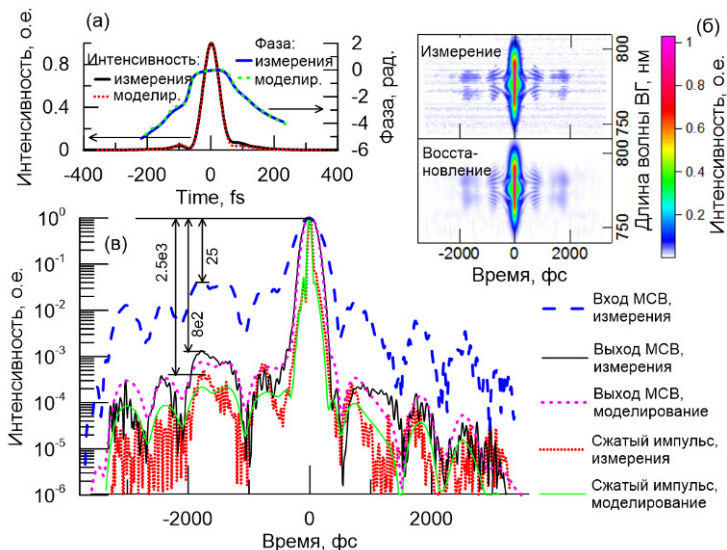 (а)
Интенсивность, о.е.
0.8
0.4
0
Интенсивность:
измерения
моделир.
Фаза:
измерения
моделир.
2
0
-2
-4
-6
Фаза, рад.
-400 -200 0 200 400
Time, fs
(б)
Измерение
Восста-
новление
800
750
800
750
Длина волны ВГ, нм
-2000 0 2000
Время, фс
1
0.8
0.6
0.4
0.2
Интенсивность, о.е.
(в)
Интенсивность, о.е.
10⁰
10⁻¹
10⁻²
10⁻³
10⁻⁴
10⁻⁵
10⁻⁶
2.5e3
8e2
25
-2000 0 2000
Время, фс
Вход МСВ,
измерения
Выход МСВ,
измерения
Выход МСВ,
моделирование
Сжатый импульс,
измерения
Сжатый импульс,
моделирование